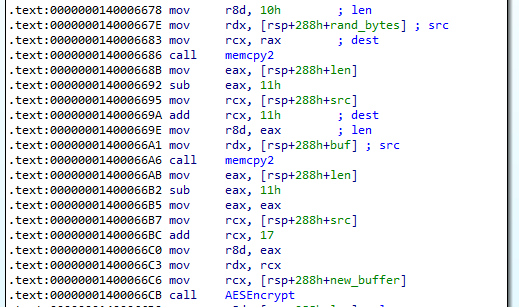 .text:0000000140006678 mov r8d, 10h ; len
.text:000000014000667E mov rdx, [rsp+288h+rand_bytes] ; src
.text:0000000140006683 mov rcx, rax ; dest
.text:0000000140006686 call memcpy2
.text:000000014000668B mov eax, [rsp+288h+len]
.text:0000000140006692 sub eax, 11h
.text:0000000140006695 mov rcx, [rsp+288h+src]
.text:000000014000669A add rcx, 11h ; dest
.text:000000014000669E mov r8d, eax ; len
.text:00000001400066A1 mov rdx, [rsp+288h+buf] ; src
.text:00000001400066A6 call memcpy2
.text:00000001400066AB mov eax, [rsp+288h+len]
.text:00000001400066B2 sub eax, 11h
.text:00000001400066B5 mov eax, eax
.text:00000001400066B7 mov rcx, [rsp+288h+src]
.text:00000001400066BC add rcx, 17
.text:00000001400066C0 mov r8d, eax
.text:00000001400066C3 mov rdx, rcx
.text:00000001400066C6 mov rcx, [rsp+288h+new_buffer]
.text:00000001400066CB call AESEncrypt